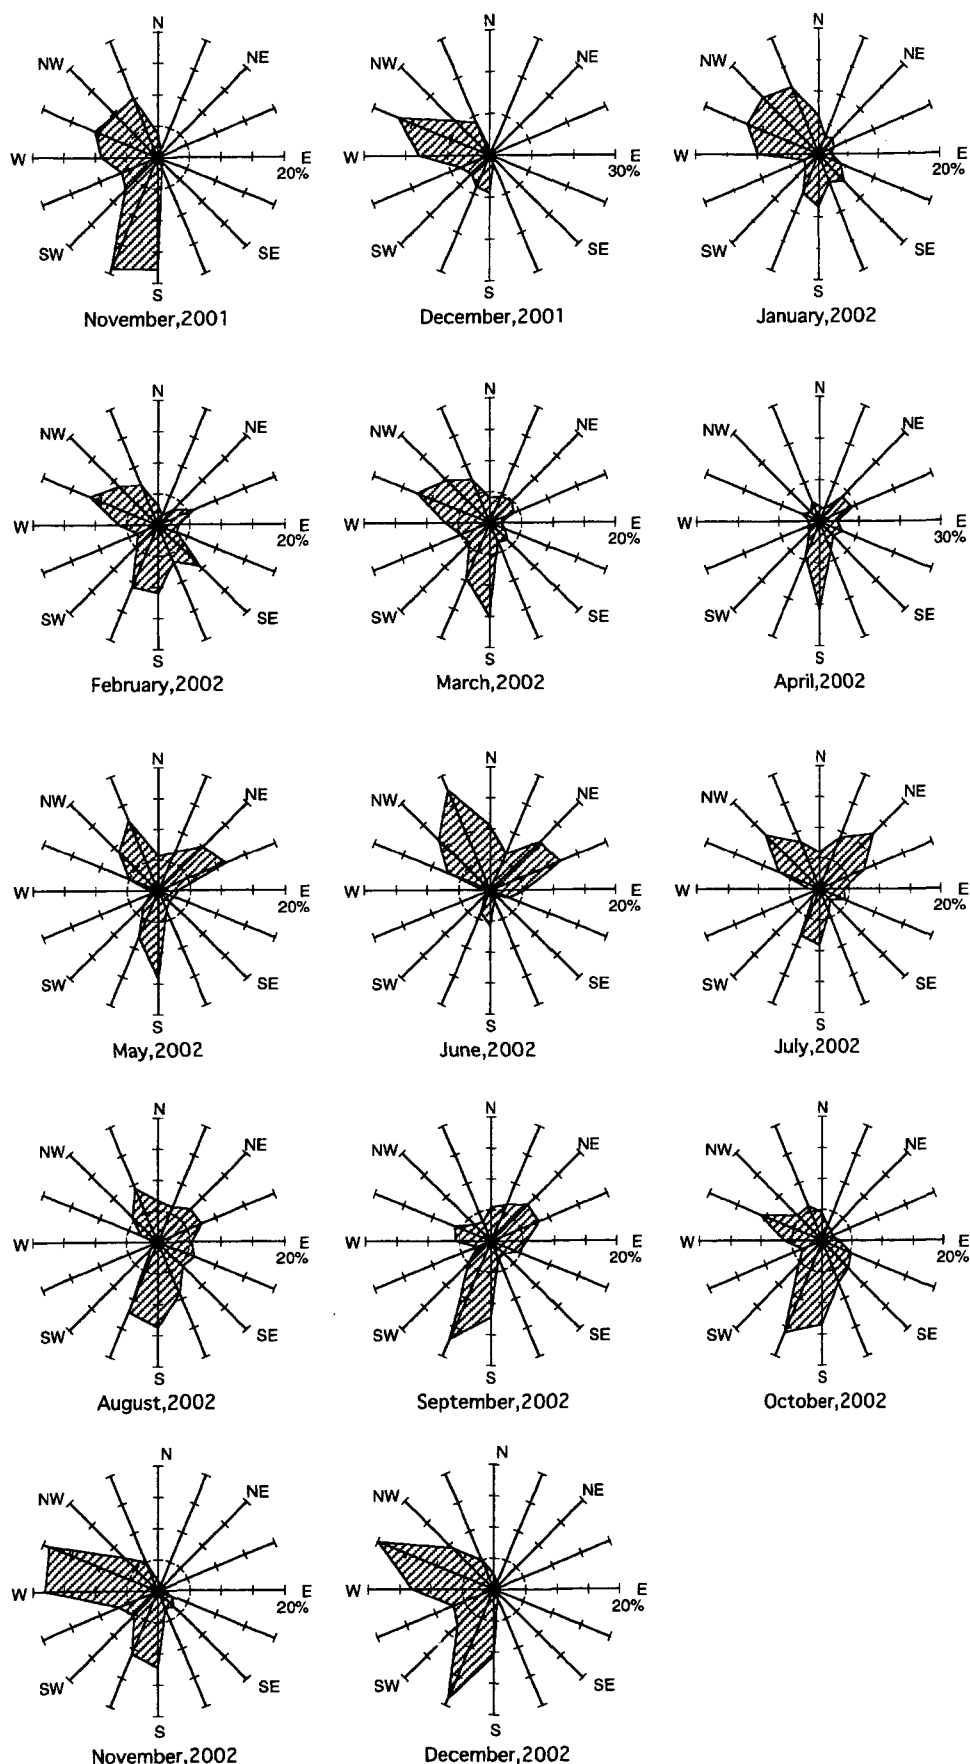 N
NW
NE
W
E
20%
SW
SE
S
November,2001
N
NW
NE
W
E
30%
SW
SE
S
December,2001
N
NW
NE
W
E
20%
SW
SE
S
January,2002
N
NW
NE
W
E
20%
SW
SE
S
February,2002
N
NW
NE
W
E
20%
SW
SE
S
March,2002
N
NW
NE
W
E
30%
SW
SE
S
April,2002
N
NW
NE
W
E
20%
SW
SE
S
May,2002
N
NW
NE
W
E
20%
SW
SE
S
June,2002
N
NW
NE
W
E
20%
SW
SE
S
July,2002
N
NW
NE
W
E
20%
SW
SE
S
August,2002
N
NW
NE
W
E
20%
SW
SE
S
September,2002
N
NW
NE
W
E
20%
SW
SE
S
October,2002
N
NW
NE
W
E
20%
SW
SE
S
November,2002
N
NW
NE
W
E
20%
SW
SE
S
December,2002